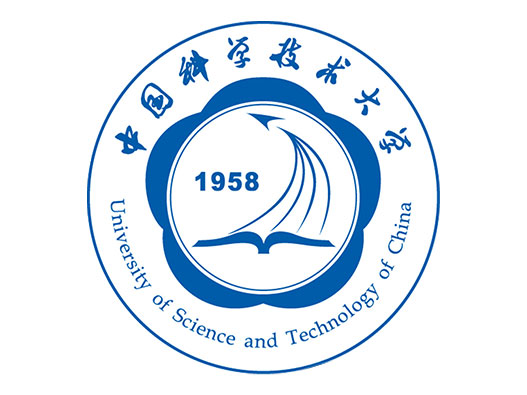 中国科学技术大学
1958
University of Science and Technology of China